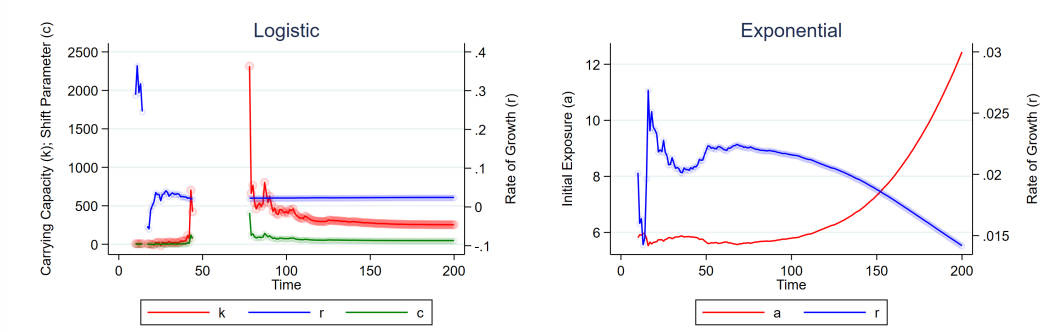 Logistic
Carrying Capacity (k); Shift Parameter (c)
2500
2000
1500
1000
500
0
.4
.3
.2
.1
0
-.1
Rate of Growth (r)
0
50
100
150
200
Time
k
r
c
Exponential
Initial Exposure (a)
12
10
8
6
.03
.025
.02
.015
Rate of Growth (r)
0
50
100
150
200
Time
a
r